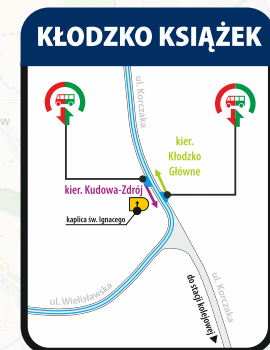 KŁODZKO KSIĄŻEK
ul. Korczaka
kier.
Kłodzko
Główne
kier. Kudowa-Zdrój
kaplica św. Ignacego
ul. Wielisławska
do stacji kolejowej
ul. Korczaka